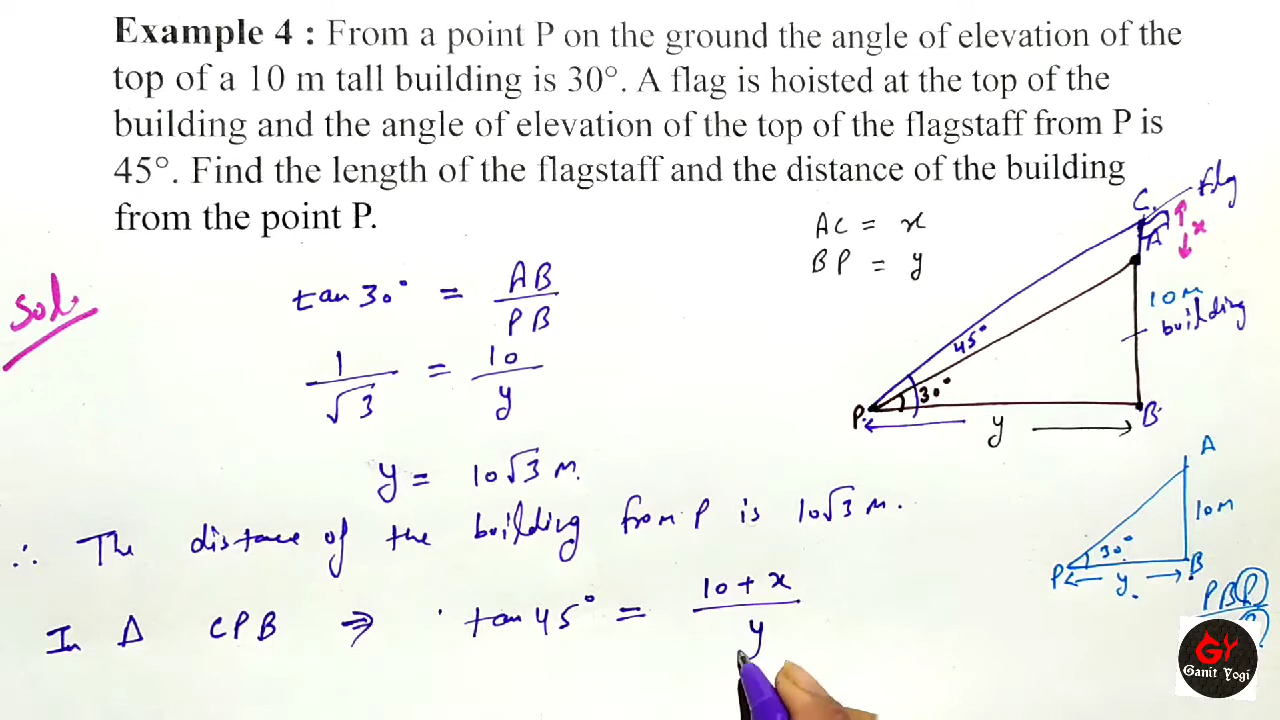 Example 4 : From a point P on the ground the angle of elevation of the
top of a 10 m tall building is 30°. A flag is hoisted at the top of the
building and the angle of elevation of the top of the flagstaff from P is
45°. Find the length of the flagstaff and the distance of the building
from the point P.
Sol.
AC = x
BP = y
tan 30° = AB / PB
1 / √3 = 10 / y
y = 10√3 m.
∴ The distance of the building from P is 10√3 m.
In Δ CPB ⇒ tan 45° = 10 + x / y
C.
flg
x
A
10m
building
45°
30°
P.
B.
y
A
10m
30°
P
B
y.
PBP
GY
Ganit Yogi